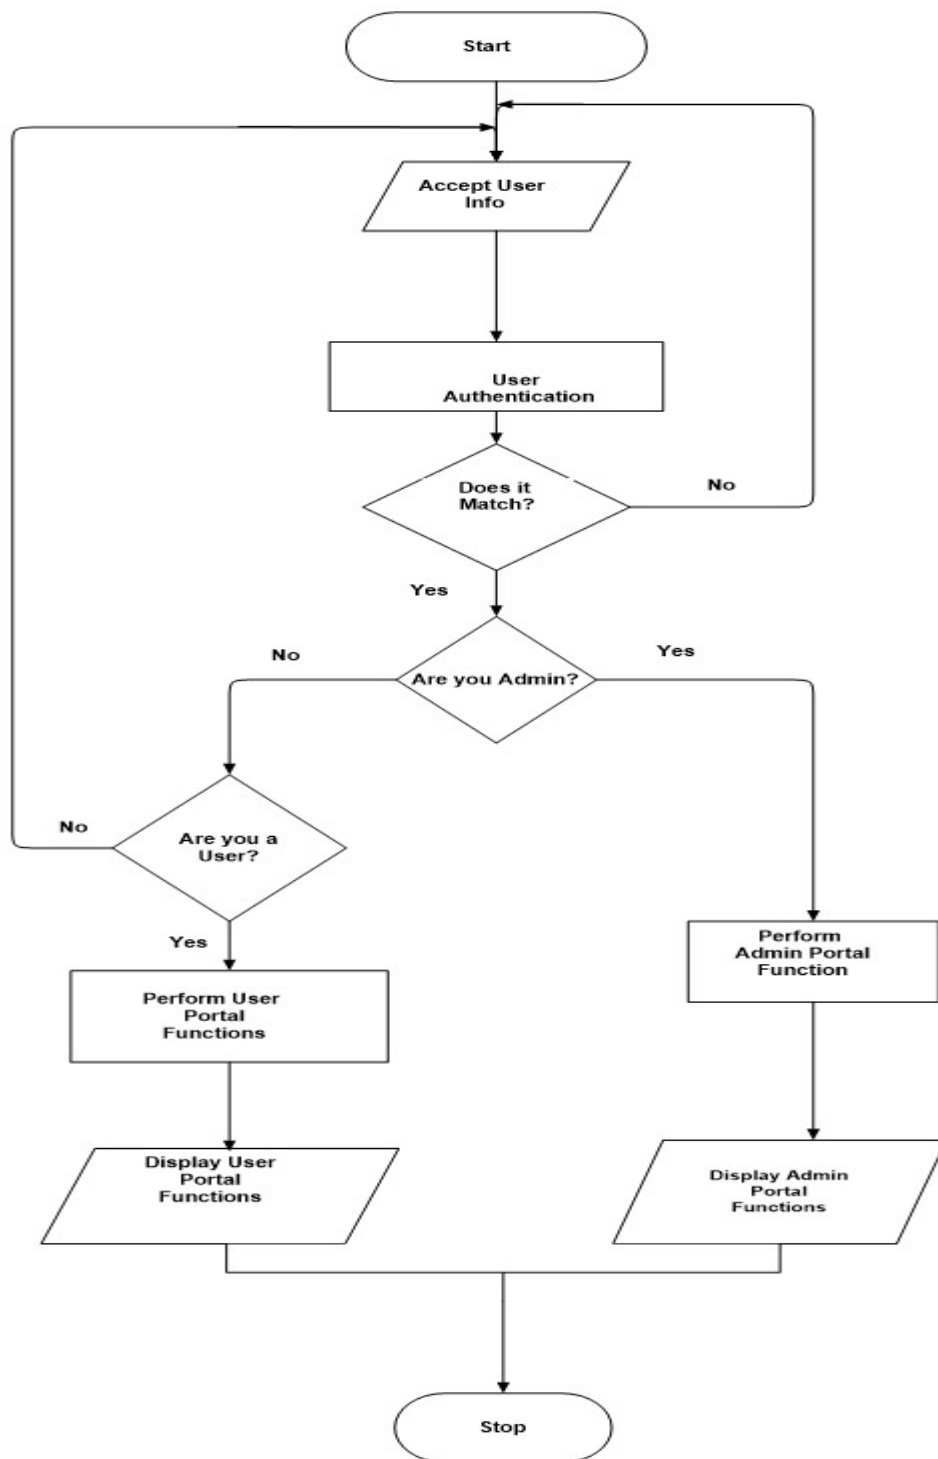 Start
Accept User
Info
User
Authentication
Does it
Match?
No
Yes
Are you Admin?
No
Yes
Are you a
User?
No
Yes
Perform User
Portal
Functions
Perform
Admin Portal
Function
Display User
Portal
Functions
Display Admin
Portal
Functions
Stop